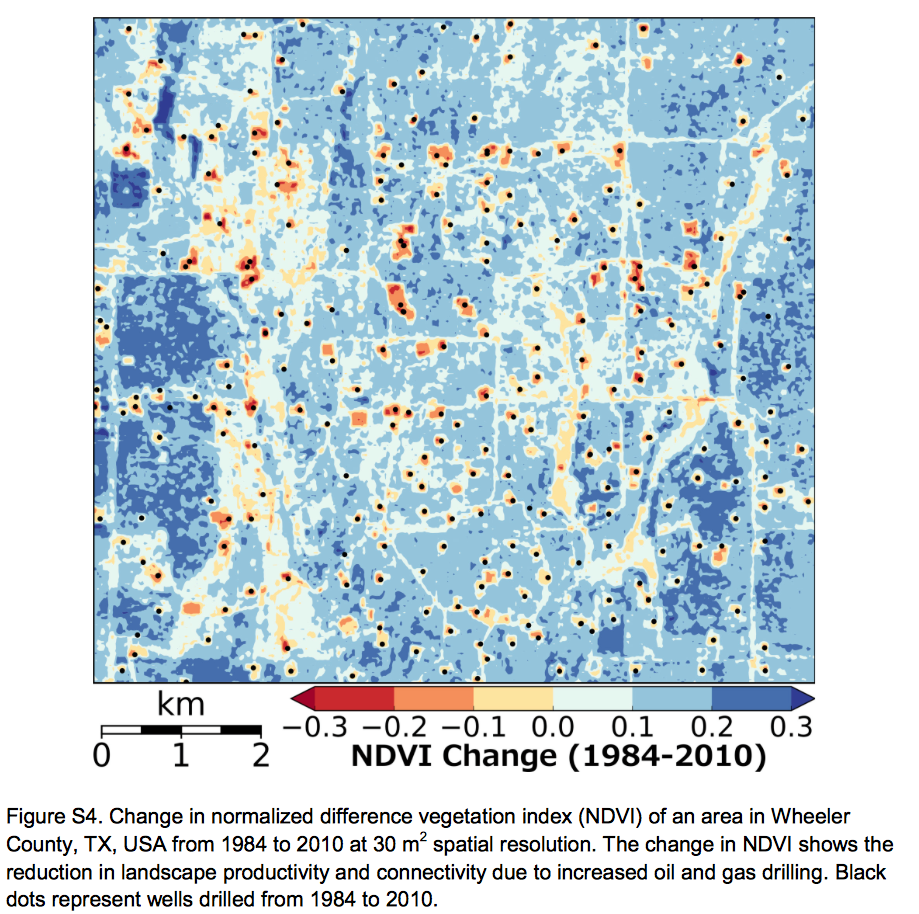 km
0 1 2
−0.3 −0.2 −0.1 0.0 0.1 0.2 0.3
NDVI Change (1984-2010)
Figure S4. Change in normalized difference vegetation index (NDVI) of an area in Wheeler
County, TX, USA from 1984 to 2010 at 30 m² spatial resolution. The change in NDVI shows the
reduction in landscape productivity and connectivity due to increased oil and gas drilling. Black
dots represent wells drilled from 1984 to 2010.